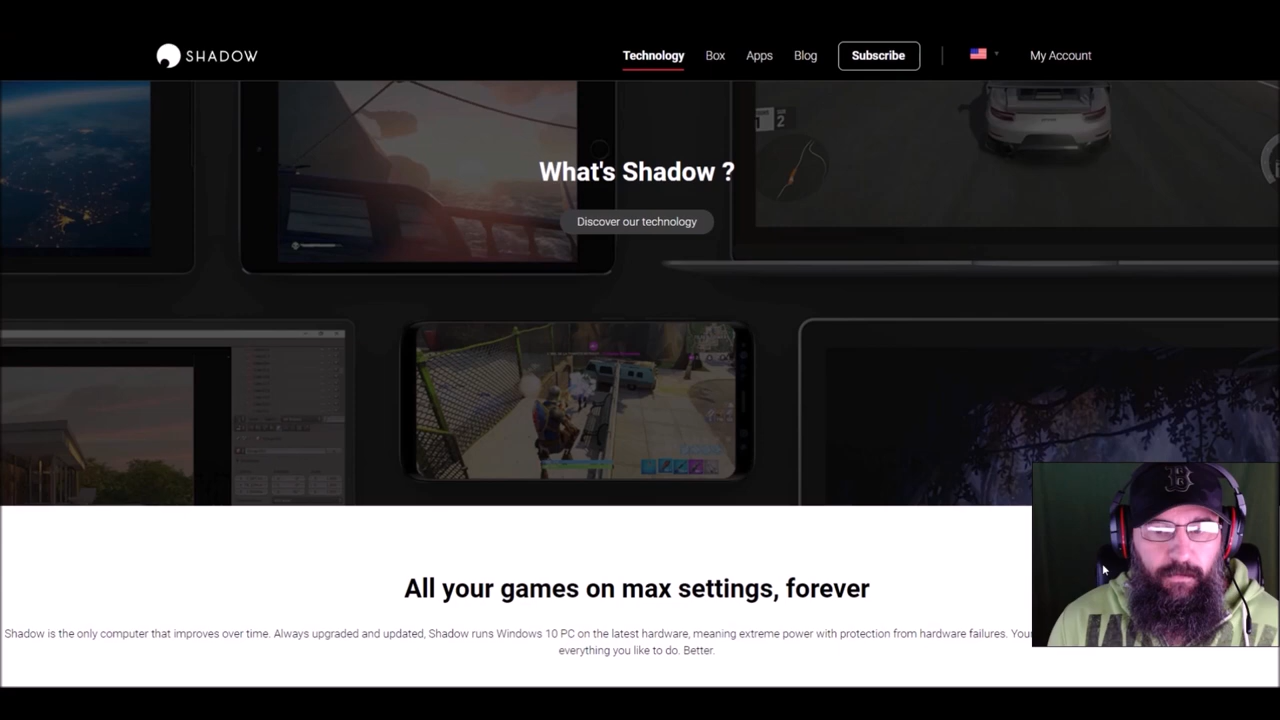 SHADOW
Technology
Box
Apps
Blog
Subscribe
My Account
What's Shadow ?
Discover our technology
All your games on max settings, forever
Shadow is the only computer that improves over time. Always upgraded and updated, Shadow runs Windows 10 PC on the latest hardware, meaning extreme power with protection from hardware failures.
everything you like to do. Better.